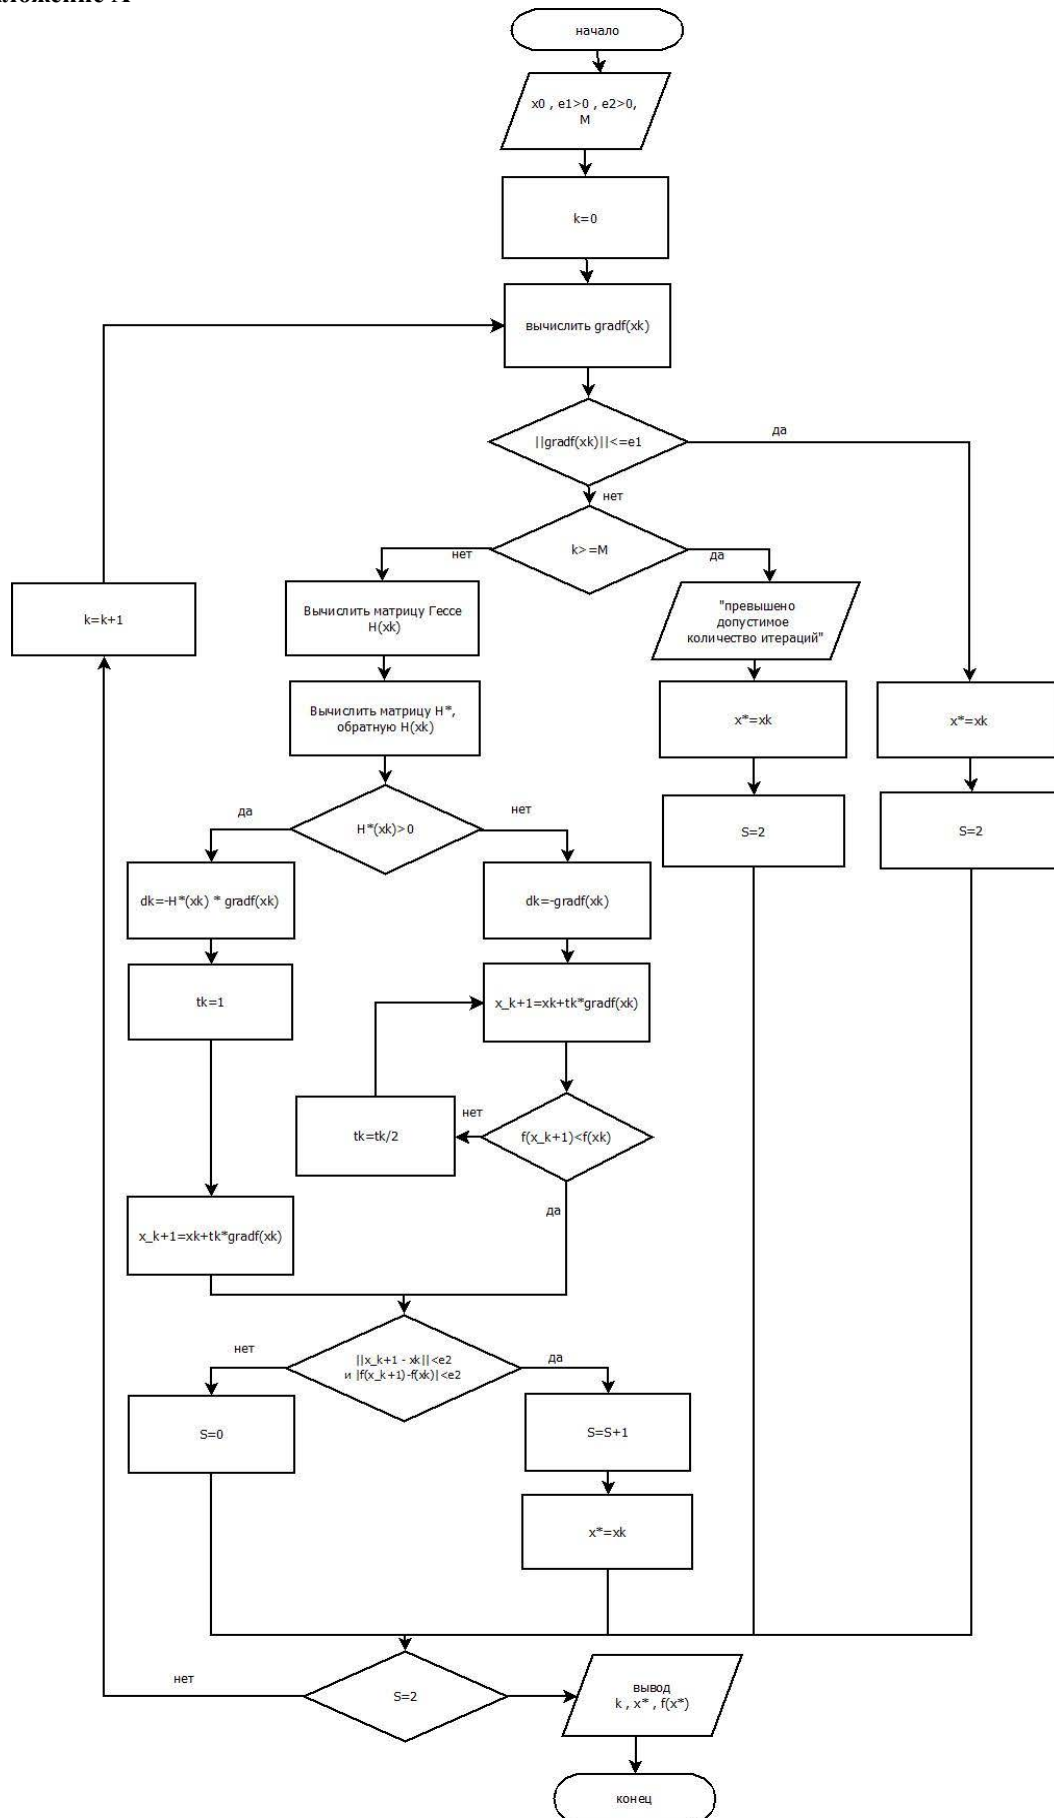 начало
x0 , e1>0 , e2>0,
M
k=0
вычислить gradf(xk)
||gradf(xk)||<=e1
да
нет
k>=M
нет
да
Вычислить матрицу Гессе
H(xk)
"превышено
допустимое
количество итераций"
k=k+1
Вычислить матрицу H*,
обратную H(xk)
x*=xk
x*=xk
H*(xk)>0
да
нет
S=2
S=2
dk=-H*(xk) * gradf(xk)
dk=-gradf(xk)
tk=1
x_k+1=xk+tk*gradf(xk)
tk=tk/2
нет
f(x_k+1)<f(xk)
да
x_k+1=xk+tk*gradf(xk)
||x_k+1 - xk||<e2
и |f(x_k+1)-f(xk)|<e2
нет
да
S=0
S=S+1
x*=xk
нет
S=2
вывод
k , x* , f(x*)
конец